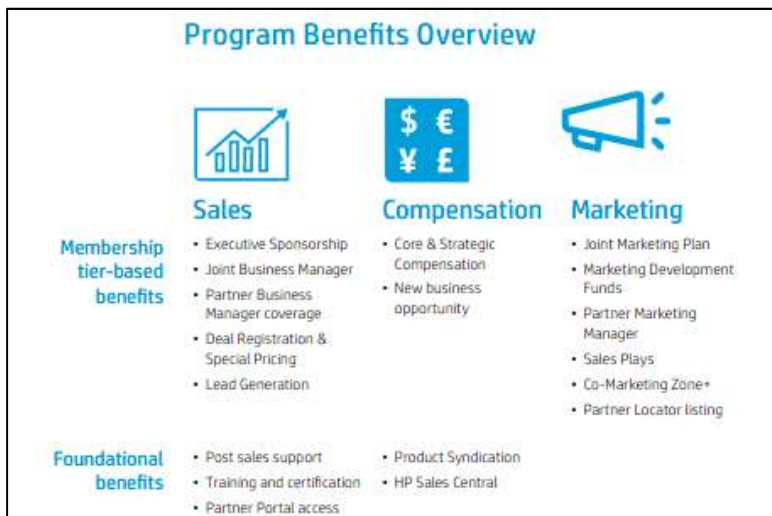 Program Benefits Overview
$ €
¥ £
Sales
Compensation
Marketing
Membership
tier-based
benefits
• Executive Sponsorship
• Joint Business Manager
• Partner Business
Manager coverage
• Deal Registration &
Special Pricing
• Lead Generation
• Core & Strategic
Compensation
• New business
opportunity
• Joint Marketing Plan
• Marketing Development
Funds
• Partner Marketing
Manager
• Sales Plays
• Co-Marketing Zone+
• Partner Locator listing
Foundational
benefits
• Post sales support
• Training and certification
• Partner Portal access
• Product Syndication
• HP Sales Central